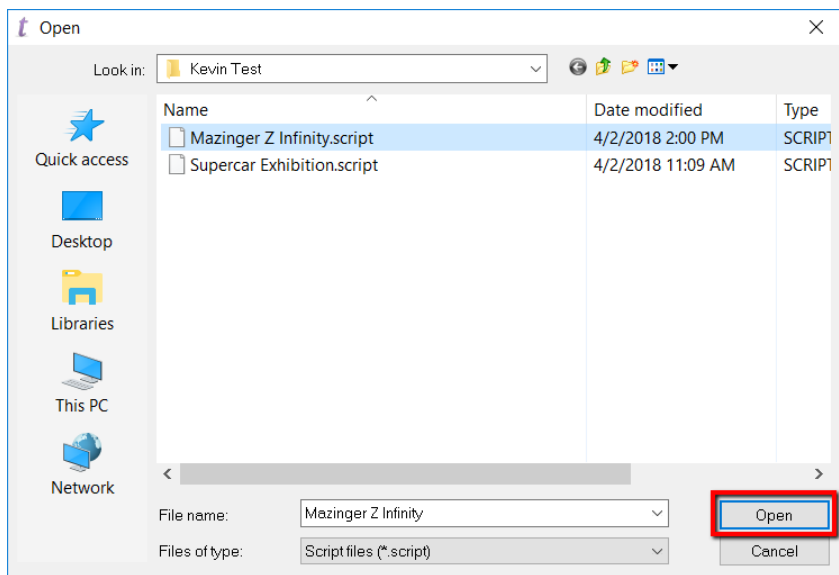 t Open
Look in: Kevin Test
Name Date modified Type
Mazinger Z Infinity.script 4/2/2018 2:00 PM SCRIPT
Supercar Exhibition.script 4/2/2018 11:09 AM SCRIPT
Quick access
Desktop
Libraries
This PC
Network
File name: Mazinger Z Infinity Open
Files of type: Script files (*.script) Cancel